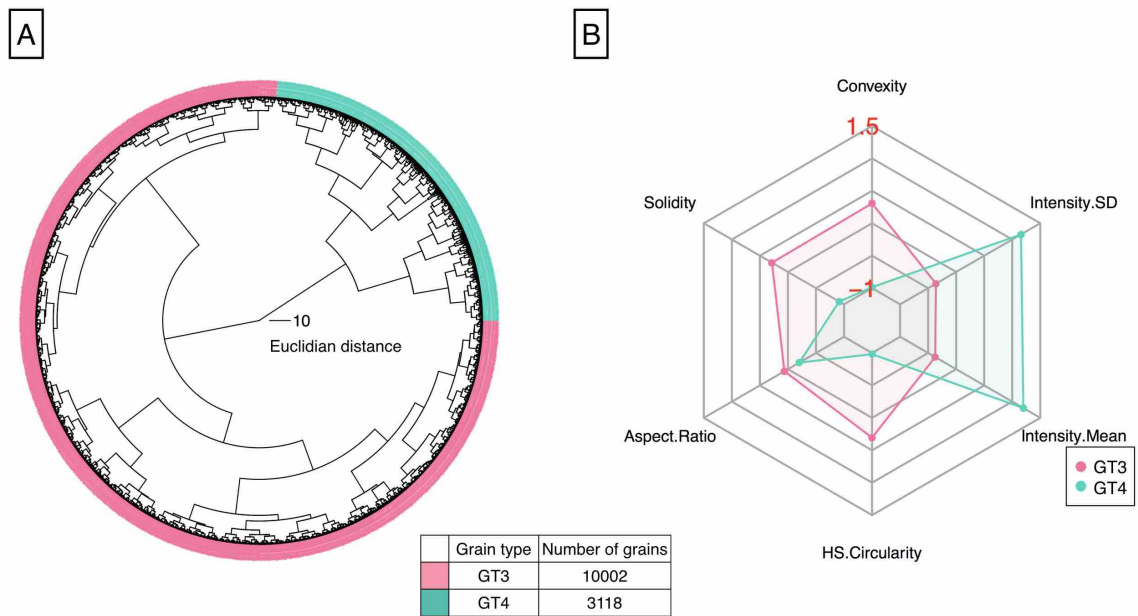 A
10
Euclidian distance
Grain type Number of grains
GT3 10002
GT4 3118
B
Convexity
1.5
Solidity
Intensity.SD
−1
Aspect.Ratio
Intensity.Mean
HS.Circularity
GT3
GT4